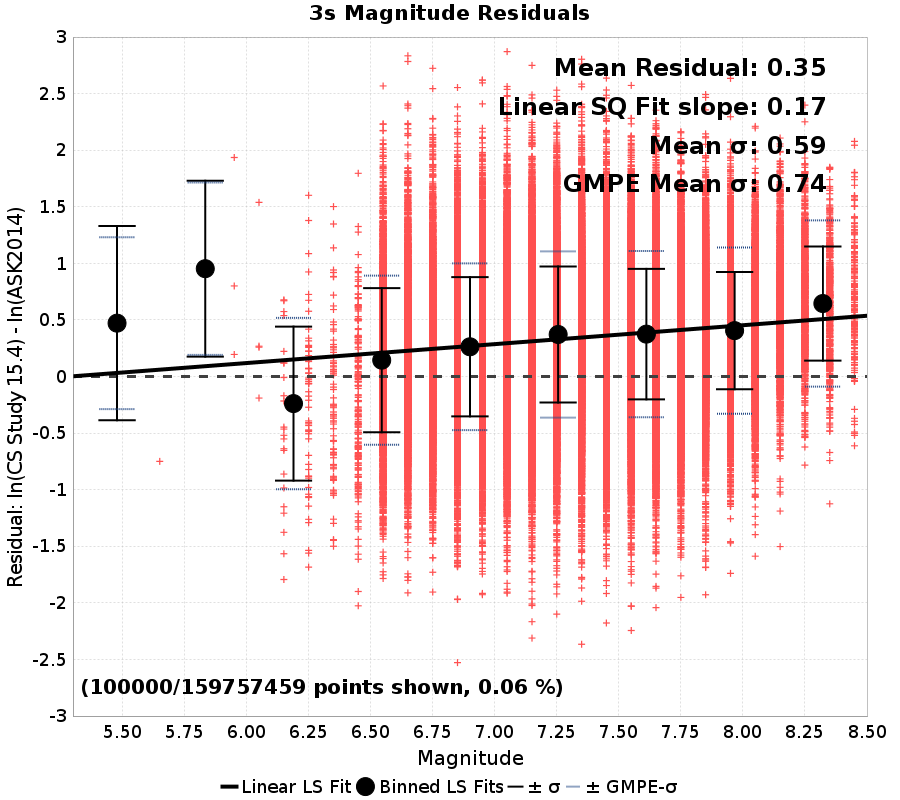 3s Magnitude Residuals
Mean Residual: 0.35
Linear SQ Fit slope: 0.17
Mean σ: 0.59
GMPE Mean σ: 0.74
Residual: ln(CS Study 15.4) - ln(ASK2014)
3
2.5
2
1.5
1
0.5
0
-0.5
-1
-1.5
-2
-2.5
-3
(100000/159757459 points shown, 0.06 %)
5.50 5.75 6.00 6.25 6.50 6.75 7.00 7.25 7.50 7.75 8.00 8.25 8.50
Magnitude
Linear LS Fit Binned LS Fits ± σ ± GMPE-σ